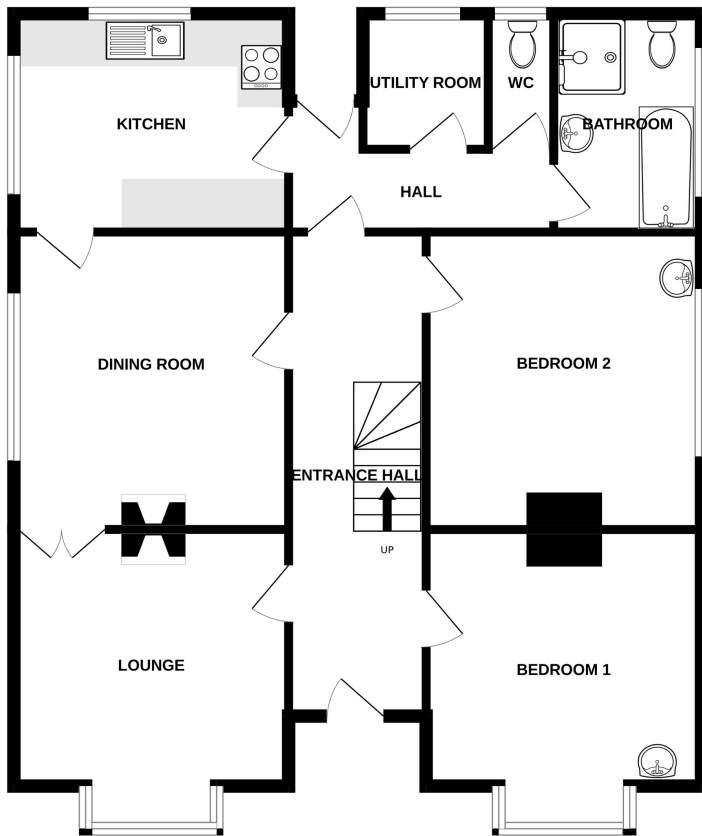 UTILITY ROOM
WC
KITCHEN
BATHROOM
HALL
DINING ROOM
BEDROOM 2
ENTRANCE HALL
UP
LOUNGE
BEDROOM 1